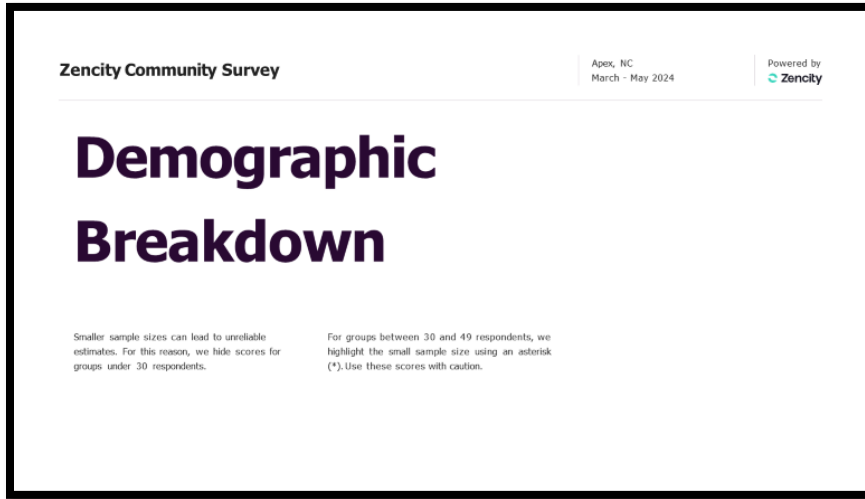 Zencity Community Survey
Apex, NC
March - May 2024
Powered by
Zencity
Demographic
Breakdown
Smaller sample sizes can lead to unreliable
estimates. For this reason, we hide scores for
groups under 30 respondents.
For groups between 30 and 49 respondents, we
highlight the small sample size using an asterisk
(*). Use these scores with caution.